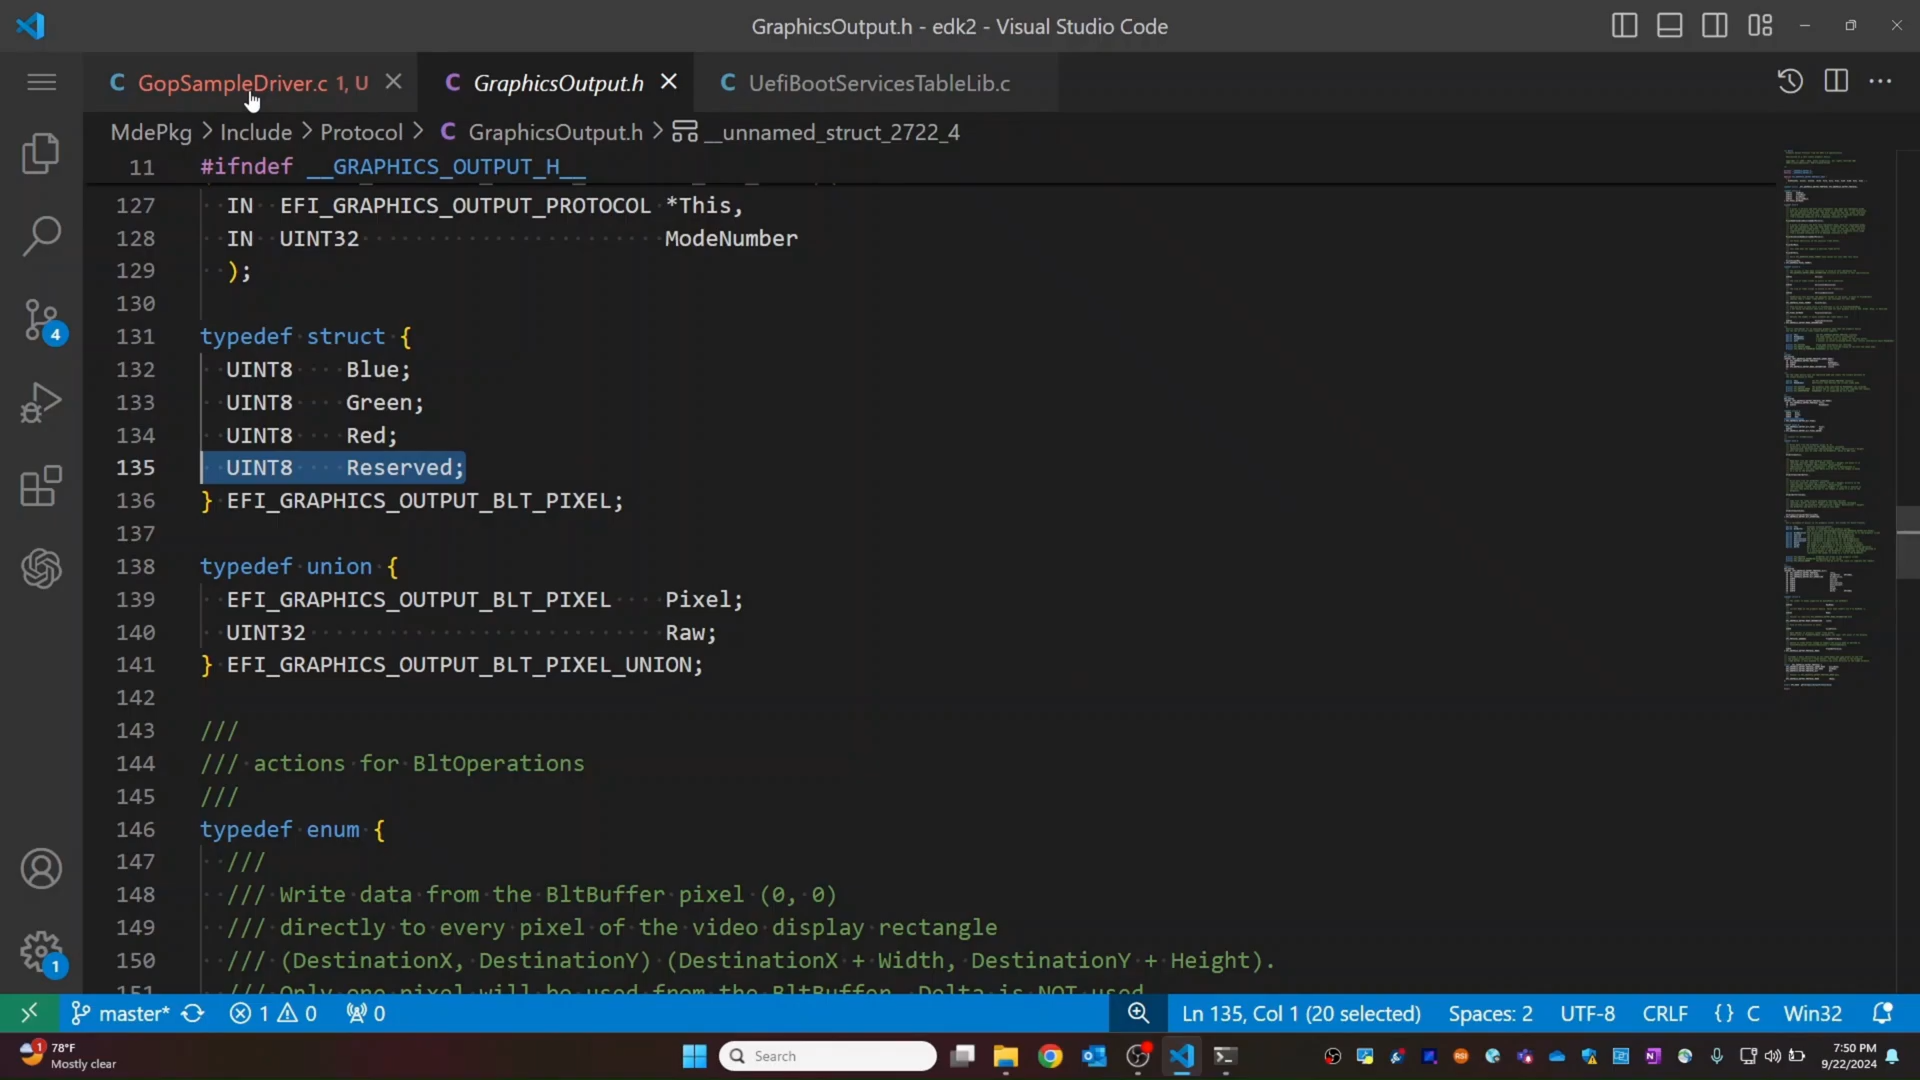 GraphicsOutput.h - edk2 - Visual Studio Code
GopSampleDriver.c 1, U
GraphicsOutput.h
UefiBootServicesTableLib.c
MdePkg > Include > Protocol > C GraphicsOutput.h > __unnamed_struct_2722_4
11 #ifndef __GRAPHICS_OUTPUT_H__
127 IN EFI_GRAPHICS_OUTPUT_PROTOCOL *This,
128 IN UINT32 ModeNumber
129 );
130
131 typedef struct {
132 UINT8 Blue;
133 UINT8 Green;
134 UINT8 Red;
135 UINT8 Reserved;
136 } EFI_GRAPHICS_OUTPUT_BLT_PIXEL;
137
138 typedef union {
139 EFI_GRAPHICS_OUTPUT_BLT_PIXEL Pixel;
140 UINT32 Raw;
141 } EFI_GRAPHICS_OUTPUT_BLT_PIXEL_UNION;
142
143 ///
144 /// actions for BltOperations
145 ///
146 typedef enum {
147 ///
148 /// Write data from the BltBuffer pixel (0, 0)
149 /// directly to every pixel of the video display rectangle
150 /// (DestinationX, DestinationY) (DestinationX + Width, DestinationY + Height).
151 /// Only one pixel will be used from the BltBuffer. Delta is NOT used.
4
1
master* 1 0 0 Ln 135, Col 1 (20 selected) Spaces: 2 UTF-8 CRLF {} C Win32
1 78°F
Mostly clear
Search
7:50 PM
9/22/2024